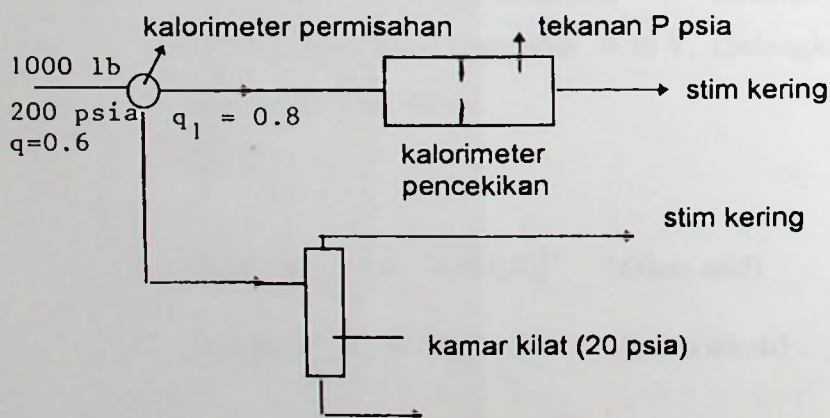 kalorimeter permisahan
tekanan P psia
1000 lb
200 psia
q=0.6
q₁ = 0.8
stim kering
kalorimeter
pencekikan
stim kering
kamar kilat (20 psia)